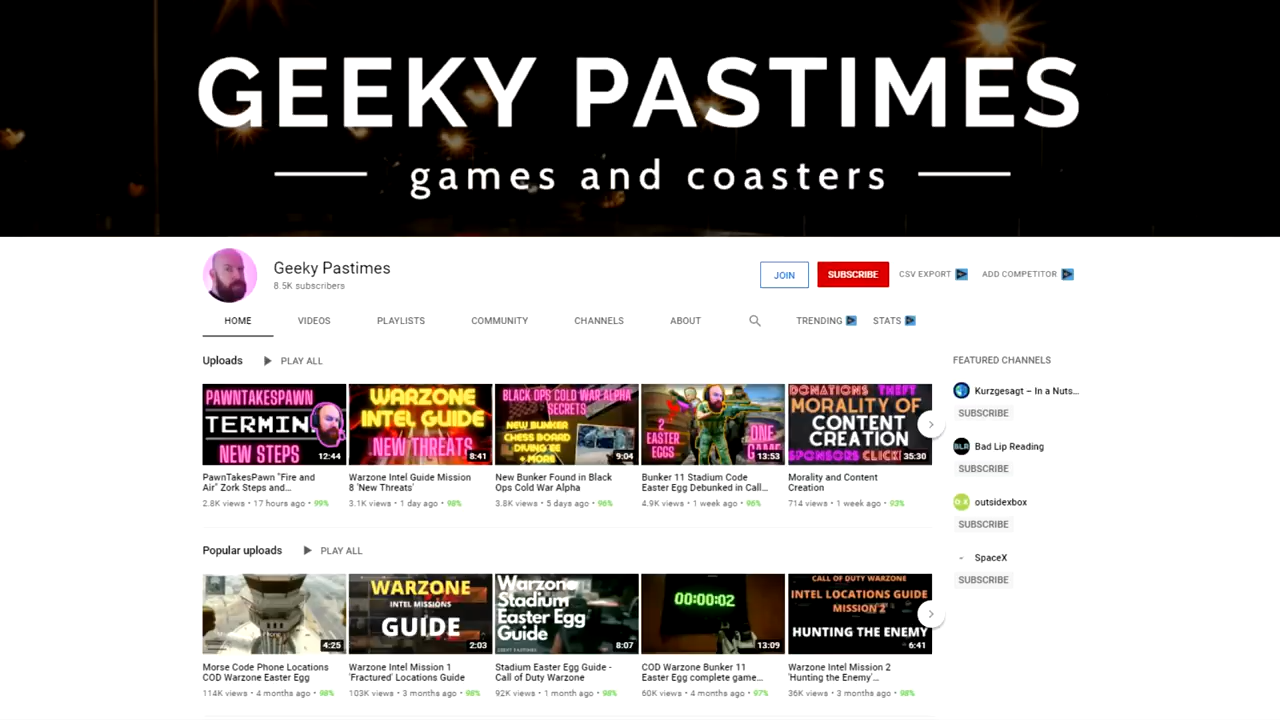 GEEKY PASTIMES
games and coasters
Geeky Pastimes
8.5K subscribers
JOIN
SUBSCRIBE
CSV EXPORT
ADD COMPETITOR
HOME
VIDEOS
PLAYLISTS
COMMUNITY
CHANNELS
ABOUT
TRENDING
STATS
Uploads
PLAY ALL
FEATURED CHANNELS
PAWNTAKESPAWN
TERMIN
NEW STEPS
12:44
WARZONE
INTEL GUIDE
NEW THREATS
8:41
BLACK OPS COLD WAR ALPHA
SECRETS
NEW BUNKER
CHESS BOARD
DIVING TE
+ MORE
9:04
2
EASTER
EGGS
ONE
GAME
13:53
DONATIONS THEFT
MORALITY OF
CONTENT
CREATION
SPONSORS CLICK
35:30
PawnTakesPawn "Fire and
Air" Zork Steps and...
2.8K views • 17 hours ago • 99%
Warzone Intel Guide Mission
8 'New Threats'
3.1K views • 1 day ago • 98%
New Bunker Found in Black
Ops Cold War Alpha
3.8K views • 5 days ago • 96%
Bunker 11 Stadium Code
Easter Egg Debunked in Call...
4.9K views • 1 week ago • 96%
Morality and Content
Creation
714 views • 1 week ago • 93%
Kurzgesagt – In a Nuts...
SUBSCRIBE
BLR
Bad Lip Reading
SUBSCRIBE
outsidexbox
SUBSCRIBE
SpaceX
SUBSCRIBE
Popular uploads
PLAY ALL
4:25
WARZONE
INTEL MISSIONS
GUIDE
2:03
Warzone
Stadium
Easter Egg
Guide
GEEKY PASTIMES
8:07
00:00:02
13:09
CALL OF DUTY WARZONE
INTEL LOCATIONS GUIDE
MISSION 2
HUNTING THE ENEMY
6:41
Morse Code Phone Locations
COD Warzone Easter Egg
114K views • 4 months ago • 98%
Warzone Intel Mission 1
'Fractured' Locations Guide
103K views • 3 months ago • 98%
Stadium Easter Egg Guide -
Call of Duty Warzone
92K views • 1 month ago • 98%
COD Warzone Bunker 11
Easter Egg complete game...
60K views • 4 months ago • 97%
Warzone Intel Mission 2
'Hunting the Enemy'...
36K views • 3 months ago • 98%